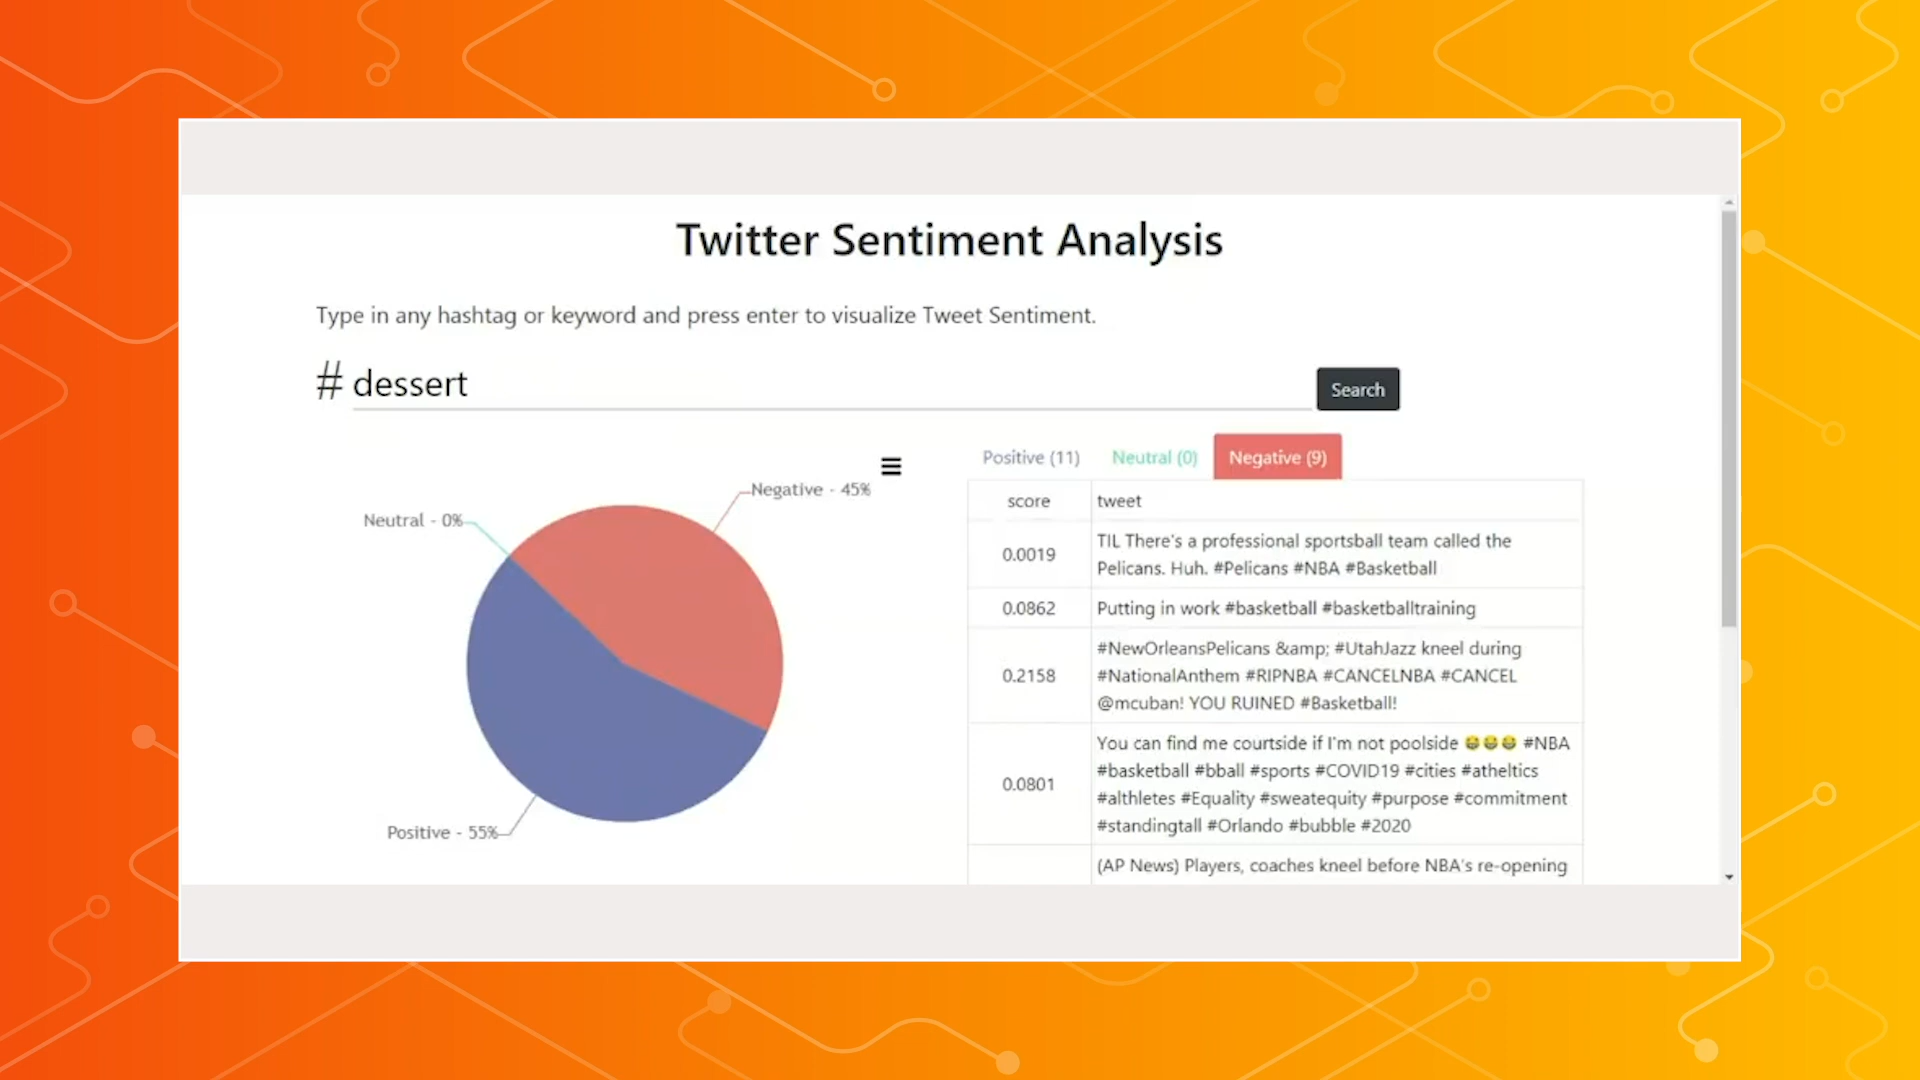 Twitter Sentiment Analysis
Type in any hashtag or keyword and press enter to visualize Tweet Sentiment.
# dessert
Search
Negative - 45%
Neutral - 0%
Positive - 55%
Positive (11) Neutral (0) Negative (9)
score tweet
0.0019 TIL There's a professional sportsball team called the
Pelicans. Huh. #Pelicans #NBA #Basketball
0.0862 Putting in work #basketball #basketballtraining
#NewOrleansPelicans &amp; #UtahJazz kneel during
0.2158 #NationalAnthem #RIPNBA #CANCELNBA #CANCEL
@mcuban! YOU RUINED #Basketball!
You can find me courtside if I'm not poolside 😂😂😂 #NBA
0.0801 #basketball #bball #sports #COVID19 #cities #atheltics
#althletes #Equality #sweatequity #purpose #commitment
#standingtall #Orlando #bubble #2020
(AP News) Players, coaches kneel before NBA's re-opening